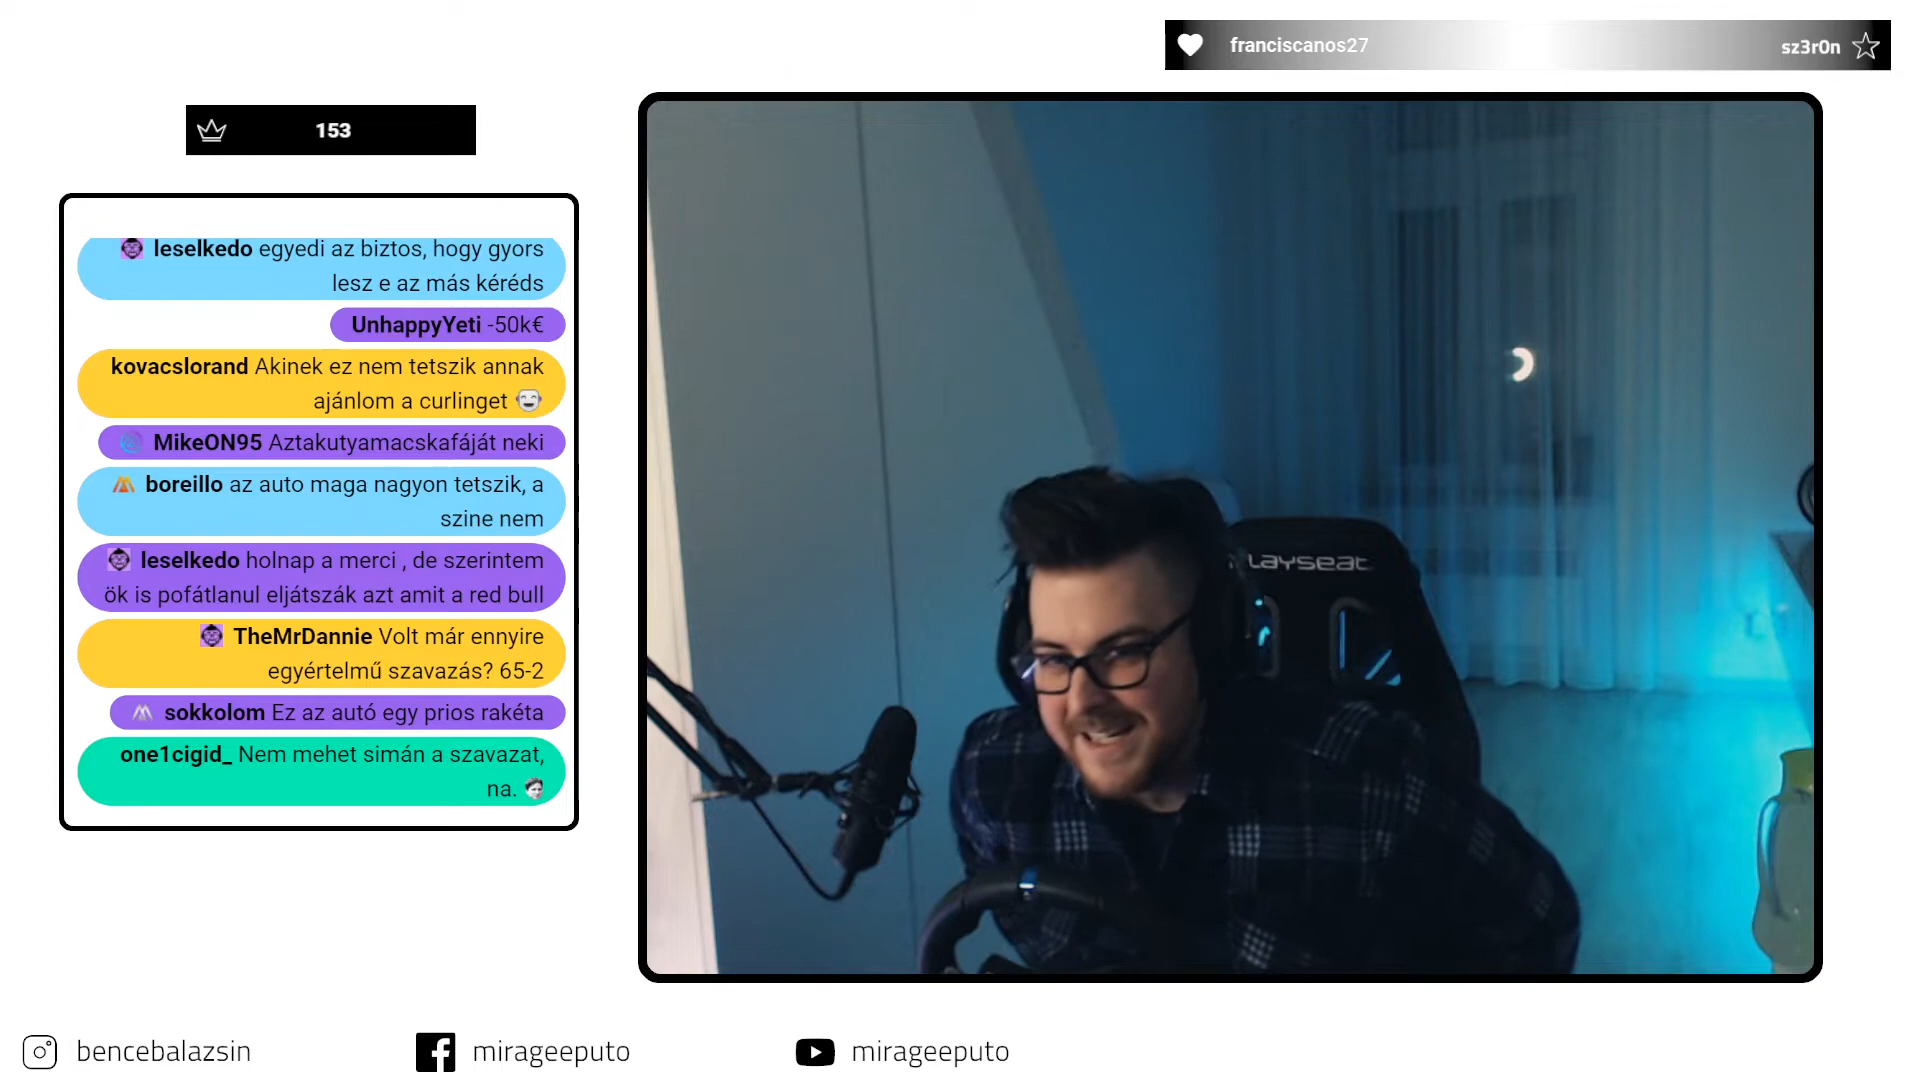 franciscanos27
sz3r0n
153
leselkedo egyedi az biztos, hogy gyors
lesz e az más kéréds
UnhappyYeti -50k€
kovacslorand Akinek ez nem tetszik annak
ajánlom a curlinget
MikeON95 Aztakutyamacskafáját neki
boreillo az auto maga nagyon tetszik, a
szine nem
leselkedo holnap a merci , de szerintem
ök is pofátlanul eljátszák azt amit a red bull
TheMrDannie Volt már ennyire
egyértelmű szavazás? 65-2
sokkolom Ez az autó egy prios rakéta
one1cigid_ Nem mehet simán a szavazat,
na.
layseat
bencebalazsin
mirageeputo
mirageeputo